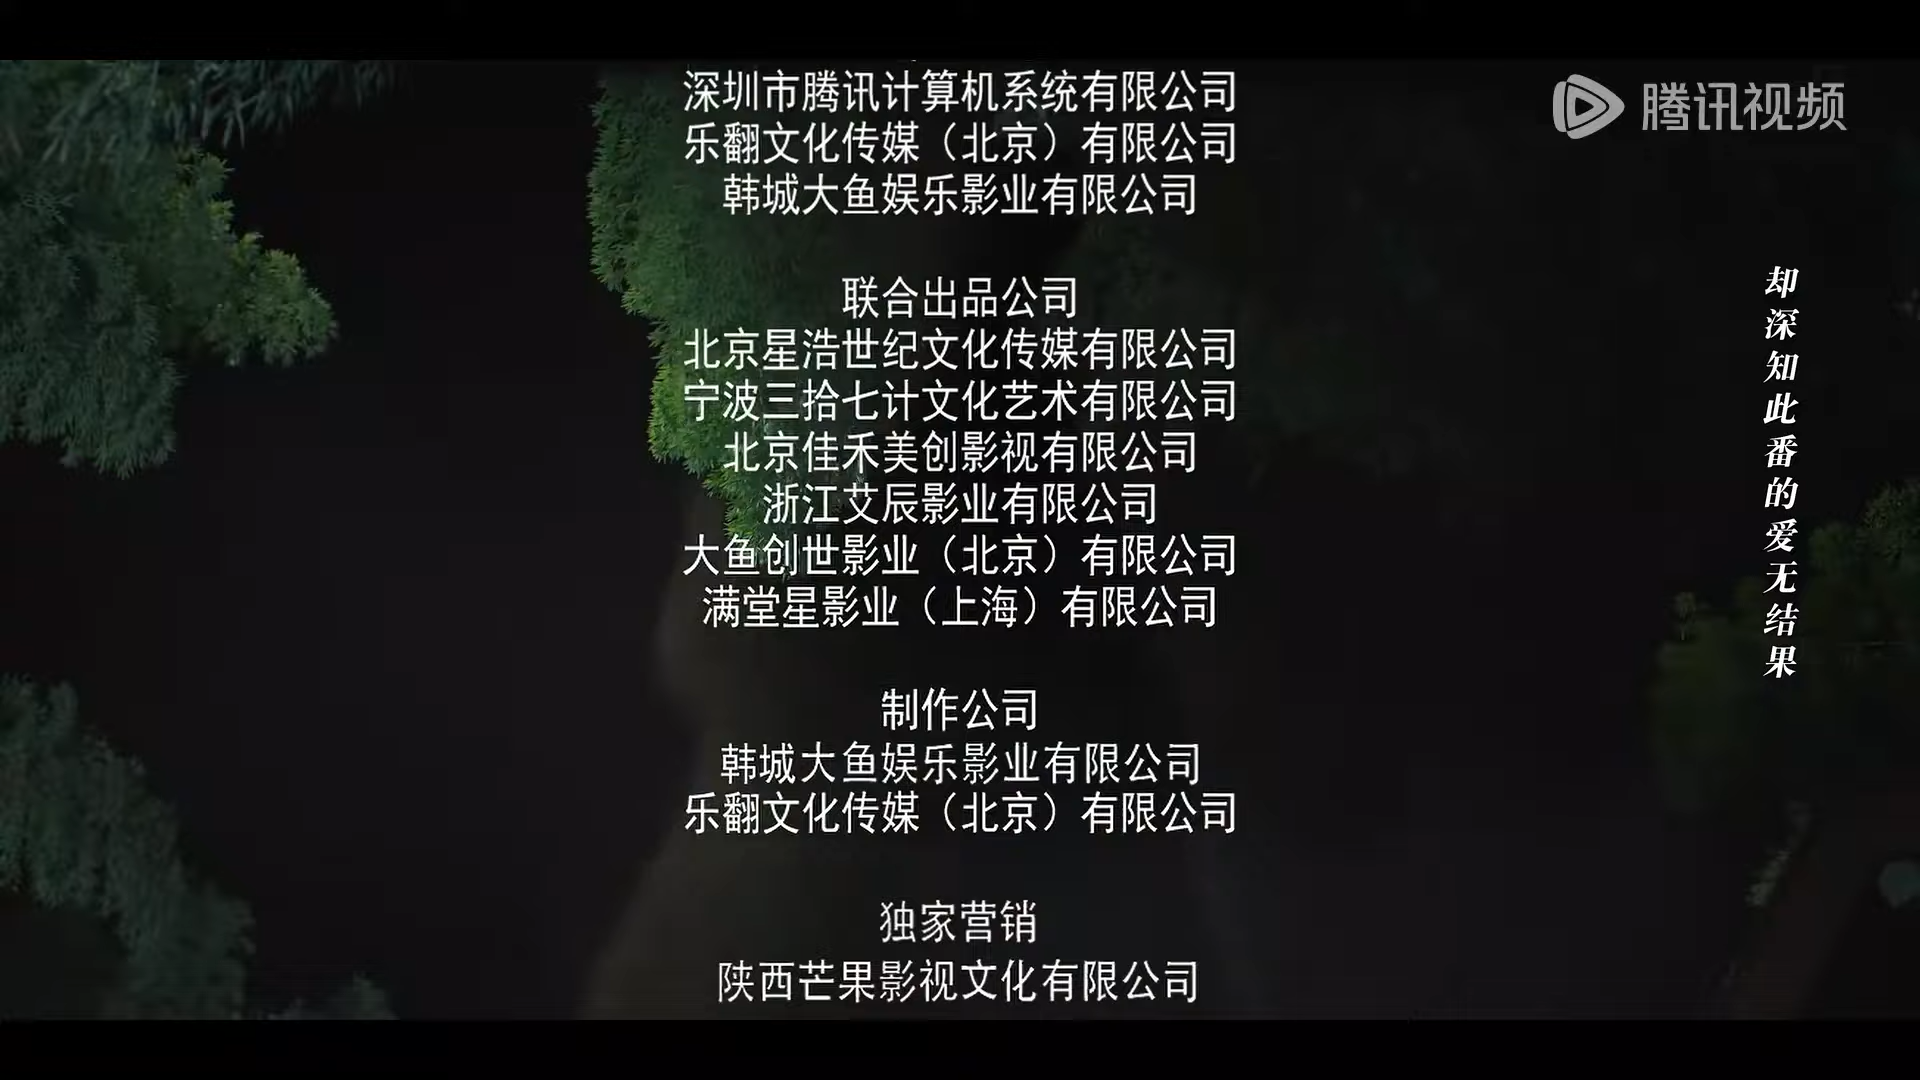 深圳市腾讯计算机系统有限公司
乐翻文化传媒（北京）有限公司
韩城大鱼娱乐影业有限公司
联合出品公司
北京星浩世纪文化传媒有限公司
宁波三拾七计文化艺术有限公司
北京佳禾美创影视有限公司
浙江艾辰影业有限公司
大鱼创世影业（北京）有限公司
满堂星影业（上海）有限公司
制作公司
韩城大鱼娱乐影业有限公司
乐翻文化传媒（北京）有限公司
独家营销
陕西芒果影视文化有限公司
腾讯视频
却深知此番的爱无结果